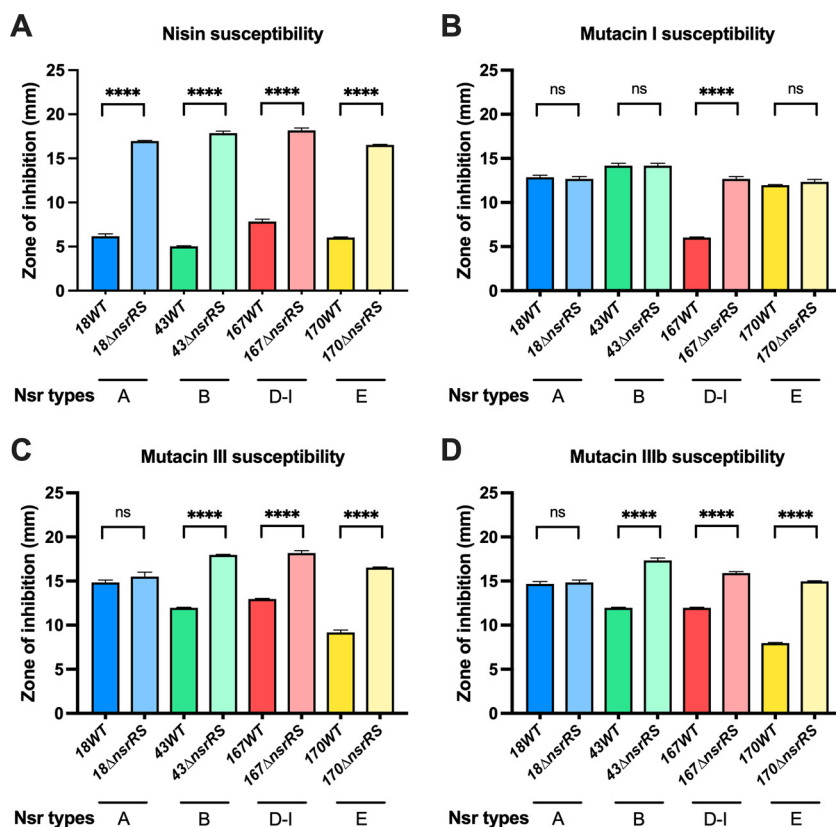 A
Nisin susceptibility
Zone of inhibition (mm)
25
20
15
10
5
0
****
****
****
****
18WT
18ΔnsrRS
43WT
43ΔnsrRS
167WT
167ΔnsrRS
170WT
170ΔnsrRS
Nsr types A B D-I E
B
Mutacin I susceptibility
Zone of inhibition (mm)
25
20
15
10
5
0
ns
ns
****
ns
18WT
18ΔnsrRS
43WT
43ΔnsrRS
167WT
167ΔnsrRS
170WT
170ΔnsrRS
Nsr types A B D-I E
C
Mutacin III susceptibility
Zone of inhibition (mm)
25
20
15
10
5
0
ns
****
****
****
18WT
18ΔnsrRS
43WT
43ΔnsrRS
167WT
167ΔnsrRS
170WT
170ΔnsrRS
Nsr types A B D-I E
D
Mutacin IIIb susceptibility
Zone of inhibition (mm)
25
20
15
10
5
0
ns
****
****
****
18WT
18ΔnsrRS
43WT
43ΔnsrRS
167WT
167ΔnsrRS
170WT
170ΔnsrRS
Nsr types A B D-I E